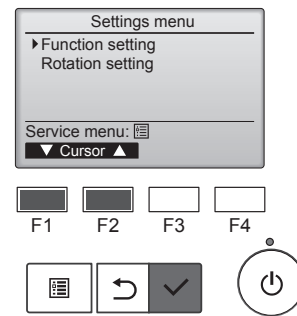 Settings menu
Function setting
Rotation setting
Service menu:
Cursor
F1 F2 F3 F4